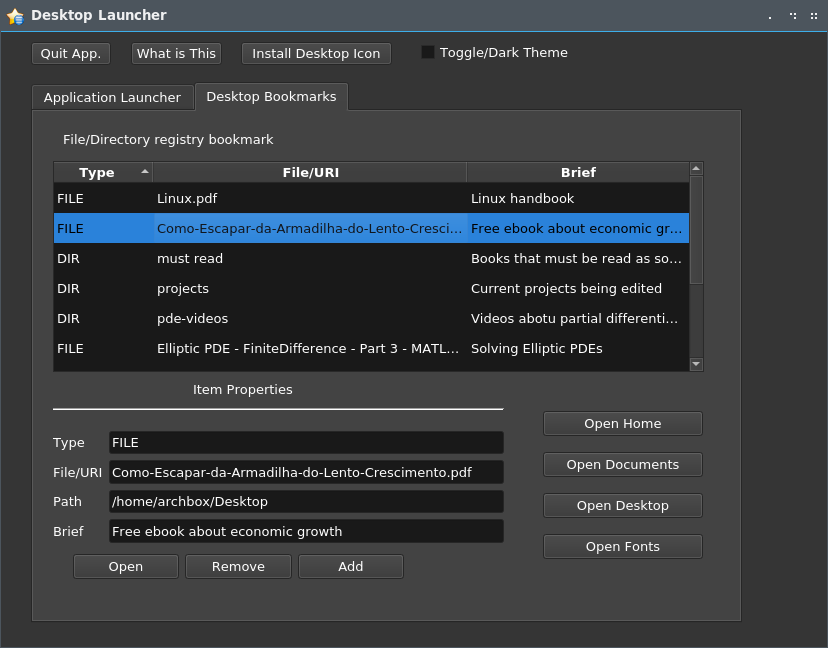 Desktop Launcher
Quit App. What is This Install Desktop Icon Toggle/Dark Theme
Application Launcher Desktop Bookmarks
File/Directory registry bookmark
Type File/URI Brief
FILE Linux.pdf Linux handbook
FILE Como-Escapar-da-Armadilha-do-Lento-Cresci... Free ebook about economic gr...
DIR must read Books that must be read as so...
DIR projects Current projects being edited
DIR pde-videos Videos abotu partial differenti...
FILE Elliptic PDE - FiniteDifference - Part 3 - MATL... Solving Elliptic PDEs
Item Properties
Type FILE
File/URI Como-Escapar-da-Armadilha-do-Lento-Crescimento.pdf
Path /home/archbox/Desktop
Brief Free ebook about economic growth
Open Remove Add
Open Home
Open Documents
Open Desktop
Open Fonts